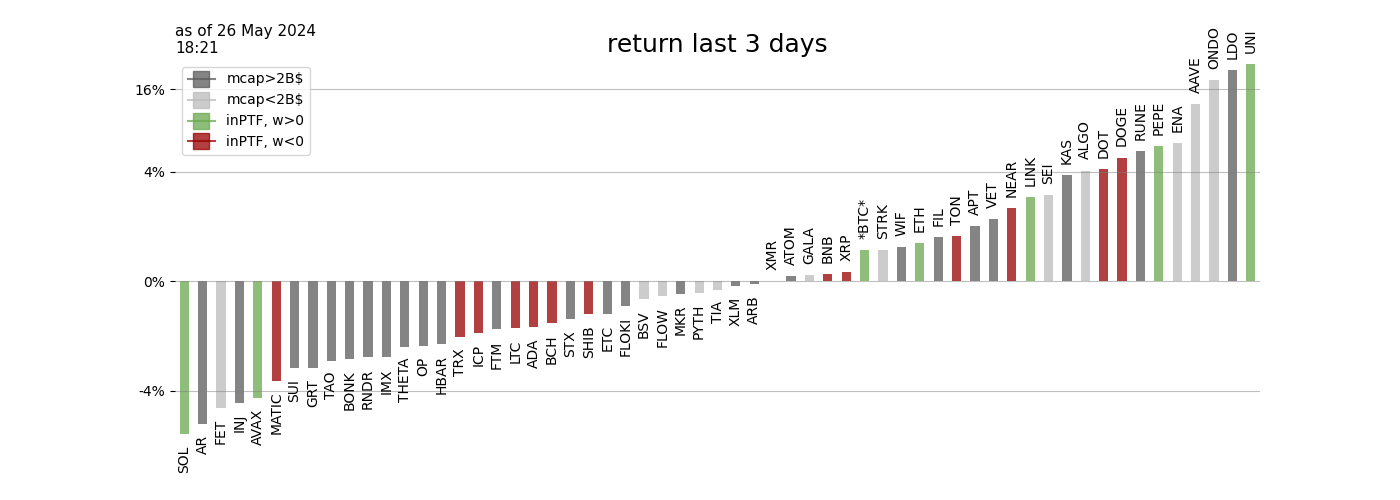 as of 26 May 2024
18:21
return last 3 days
mcap>2B$
mcap<2B$
inPTF, w>0
inPTF, w<0
16%
4%
0%
-4%
SOL
AR
FET
INJ
AVAX
MATIC
SUI
GRT
TAO
BONK
RNDR
IMX
THETA
OP
HBAR
TRX
ICP
FTM
LTC
ADA
BCH
STX
SHIB
ETC
FLOKI
BSV
FLOW
MKR
PYTH
TIA
XLM
ARB
XMR
ATOM
GALA
BNB
XRP
*BTC*
STRK
WIF
ETH
FIL
TON
APT
VET
NEAR
LINK
SEI
KAS
ALGO
DOT
DOGE
RUNE
PEPE
ENA
AAVE
ONDO
LDO
UNI